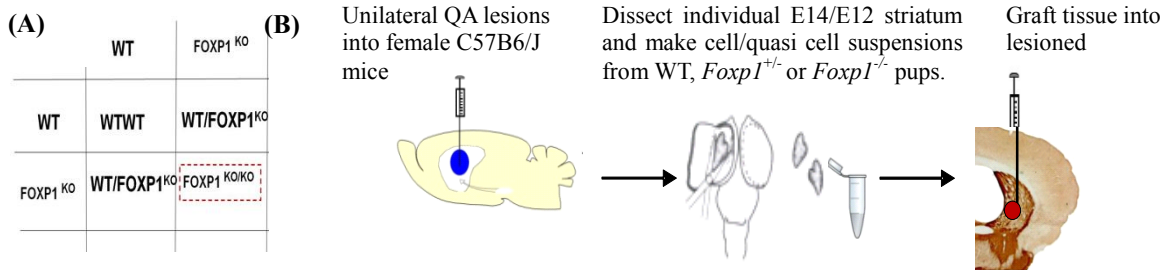 (A)
WT
FOXP1 KO
WT
WTWT
WT/FOXP1KO
FOXP1 KO
WT/FOXP1KO
FOXP1 KO/KO
(B)
Unilateral QA lesions
into female C57B6/J
mice
Dissect individual E14/E12 striatum
and make cell/quasi cell suspensions
from WT, Foxp1+/- or Foxp1-/- pups.
Graft tissue into
lesioned